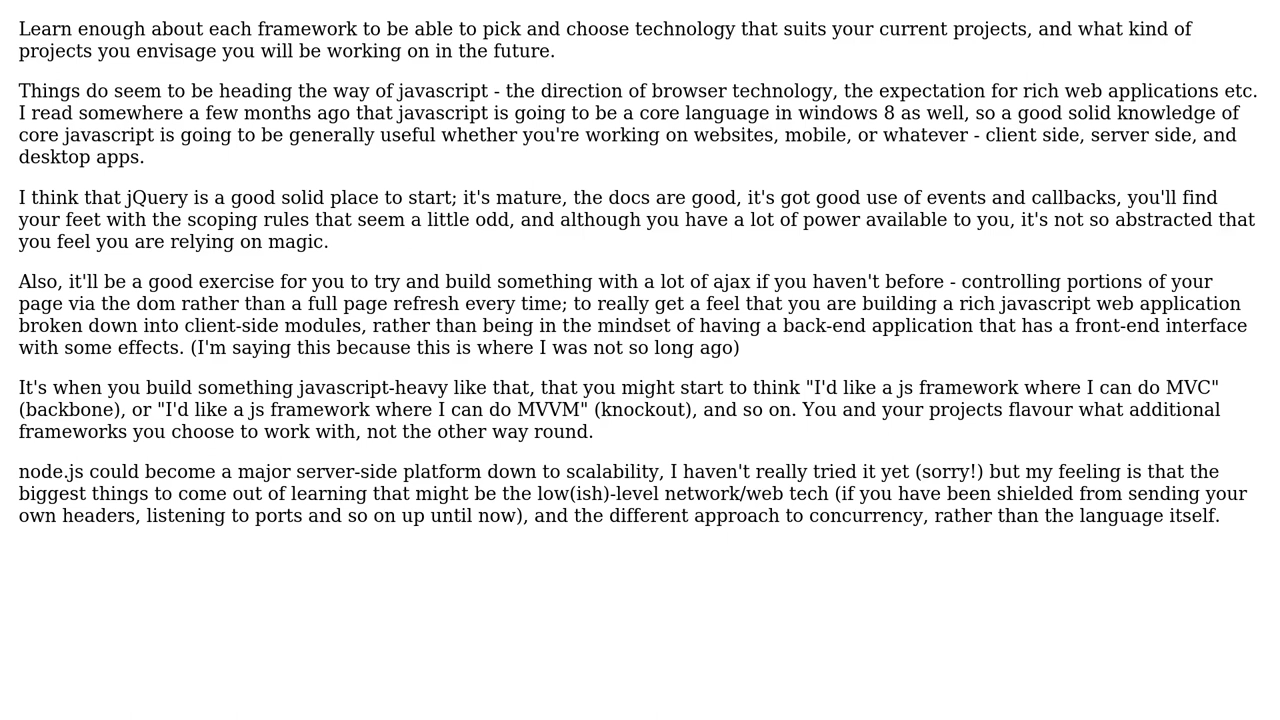 Learn enough about each framework to be able to pick and choose technology that suits your current projects, and what kind of
projects you envisage you will be working on in the future.
Things do seem to be heading the way of javascript - the direction of browser technology, the expectation for rich web applications etc.
I read somewhere a few months ago that javascript is going to be a core language in windows 8 as well, so a good solid knowledge of
core javascript is going to be generally useful whether you're working on websites, mobile, or whatever - client side, server side, and
desktop apps.
I think that jQuery is a good solid place to start; it's mature, the docs are good, it's got good use of events and callbacks, you'll find
your feet with the scoping rules that seem a little odd, and although you have a lot of power available to you, it's not so abstracted that
you feel you are relying on magic.
Also, it'll be a good exercise for you to try and build something with a lot of ajax if you haven't before - controlling portions of your
page via the dom rather than a full page refresh every time; to really get a feel that you are building a rich javascript web application
broken down into client-side modules, rather than being in the mindset of having a back-end application that has a front-end interface
with some effects. (I'm saying this because this is where I was not so long ago)
It's when you build something javascript-heavy like that, that you might start to think "I'd like a js framework where I can do MVC"
(backbone), or "I'd like a js framework where I can do MVVM" (knockout), and so on. You and your projects flavour what additional
frameworks you choose to work with, not the other way round.
node.js could become a major server-side platform down to scalability, I haven't really tried it yet (sorry!) but my feeling is that the
biggest things to come out of learning that might be the low(ish)-level network/web tech (if you have been shielded from sending your
own headers, listening to ports and so on up until now), and the different approach to concurrency, rather than the language itself.